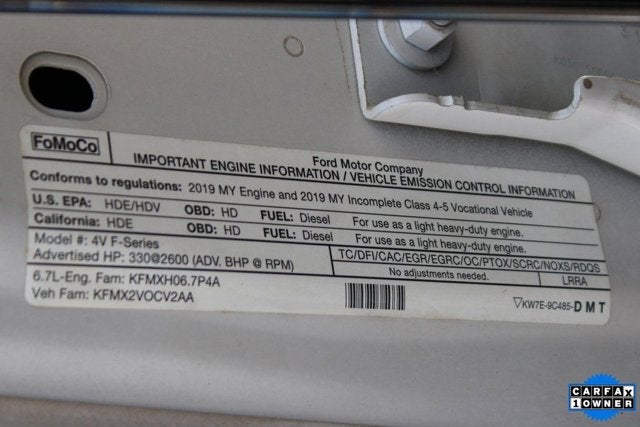 FoMoCo
Ford Motor Company
IMPORTANT ENGINE INFORMATION / VEHICLE EMISSION CONTROL INFORMATION
Conforms to regulations: 2019 MY Engine and 2019 MY Incomplete Class 4-5 Vocational Vehicle
U.S. EPA: HDE/HDV OBD: HD FUEL: Diesel For use as a light heavy-duty engine.
California: HDE OBD: HD FUEL: Diesel For use as a light heavy-duty engine.
Model #: 4V F-Series
Advertised HP: 330@2600 (ADV. BHP @ RPM)
TC/DFI/CAC/EGR/EGRC/OC/PTOX/SCRC/NOXS/RDQS
No adjustments needed. LRRA
6.7L-Eng Fam: KFMXH06.7P4A
Veh Fam: KFMX2VOCV2AA
KW7E-9C485-DMT
CARFAX
1 OWNER